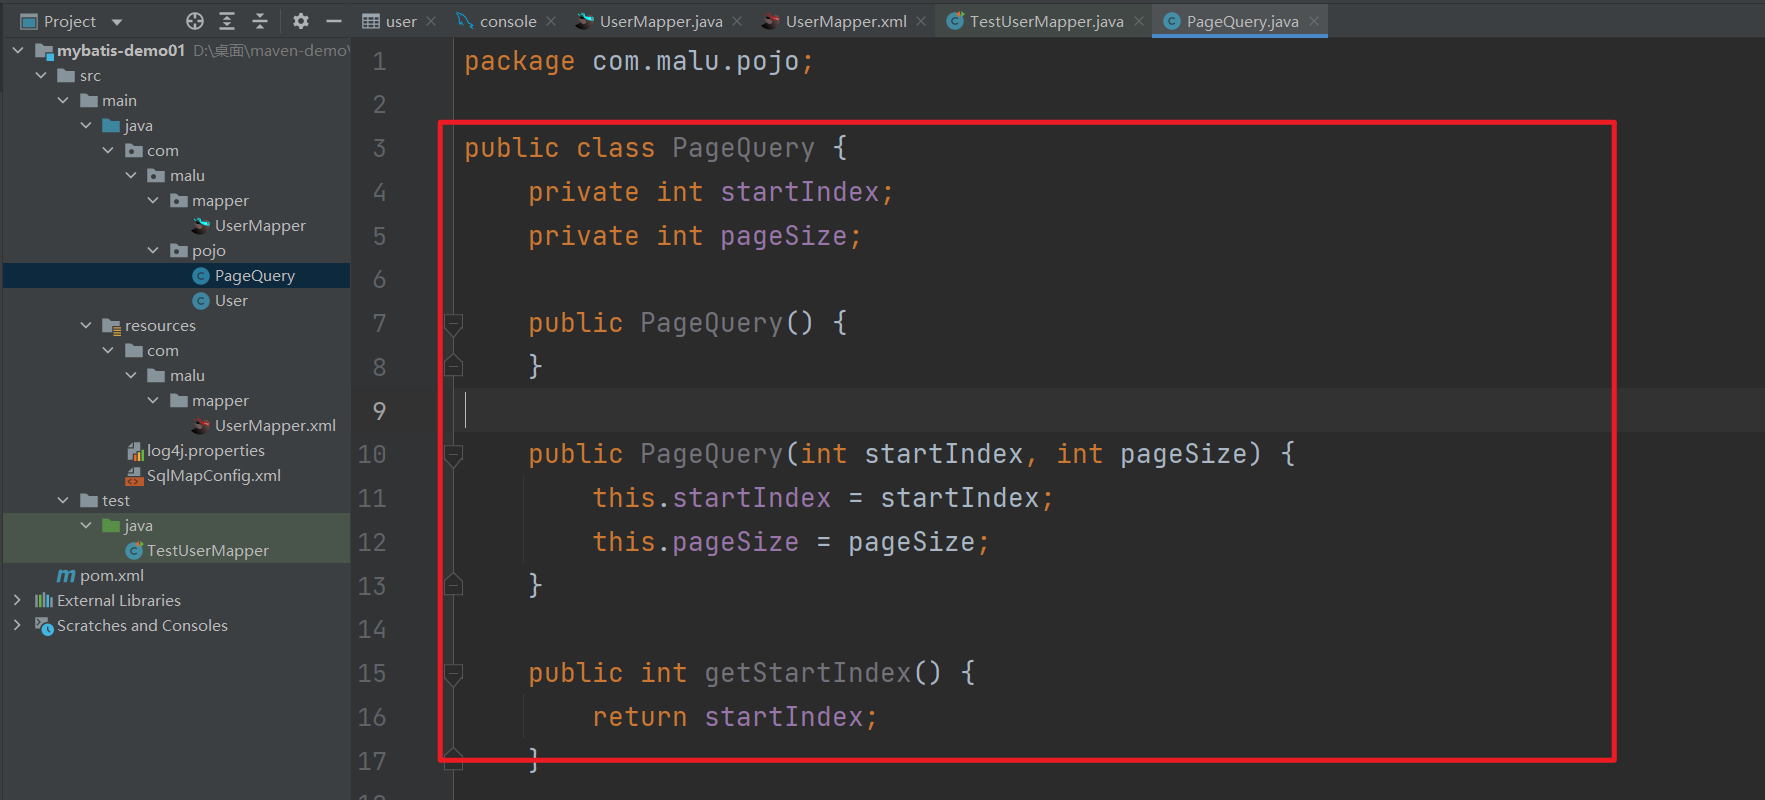 Project
user
console
UserMapper.java
UserMapper.xml
TestUserMapper.java
PageQuery.java
mybatis-demo01 D:\桌面\maven-demo\
src
main
java
com
malu
mapper
UserMapper
pojo
PageQuery
User
resources
com
malu
mapper
UserMapper.xml
log4j.properties
SqlMapConfig.xml
test
java
TestUserMapper
pom.xml
External Libraries
Scratches and Consoles
1 package com.malu.pojo;
2
3 public class PageQuery {
4     private int startIndex;
5     private int pageSize;
6
7     public PageQuery() {
8     }
9
10     public PageQuery(int startIndex, int pageSize) {
11         this.startIndex = startIndex;
12         this.pageSize = pageSize;
13     }
14
15     public int getStartIndex() {
16         return startIndex;
17     }